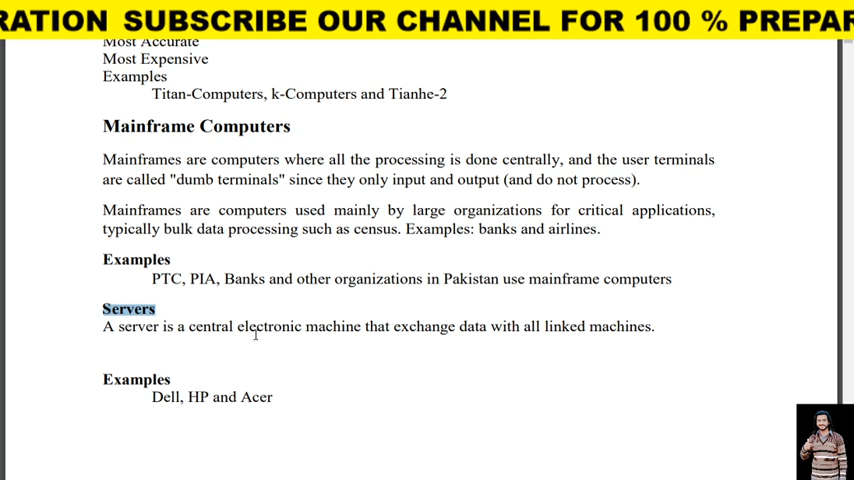 RATION SUBSCRIBE OUR CHANNEL FOR 100 % PREPAR
Most Accurate
Most Expensive
Examples
Titan-Computers, k-Computers and Tianhe-2
Mainframe Computers
Mainframes are computers where all the processing is done centrally, and the user terminals
are called "dumb terminals" since they only input and output (and do not process).
Mainframes are computers used mainly by large organizations for critical applications,
typically bulk data processing such as census. Examples: banks and airlines.
Examples
PTC, PIA, Banks and other organizations in Pakistan use mainframe computers
Servers
A server is a central electronic machine that exchange data with all linked machines.
Examples
Dell, HP and Acer